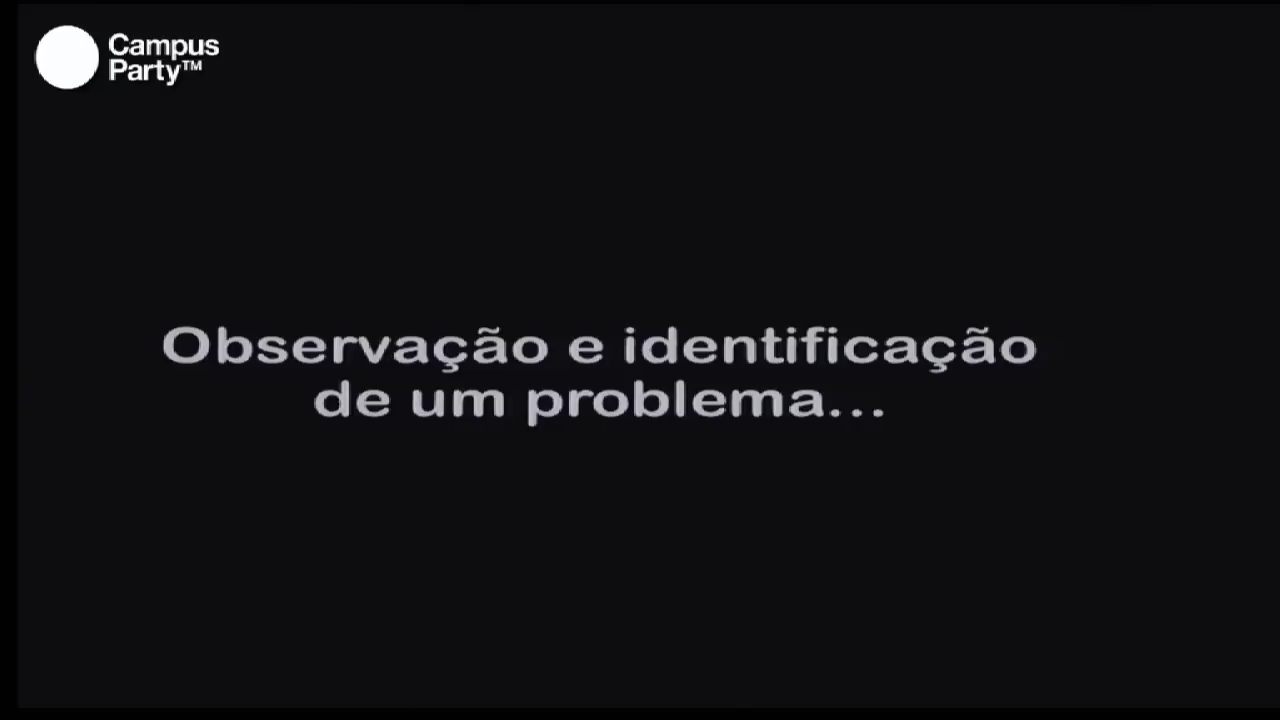 Campus
Party™
Observação e identificação
de um problema...